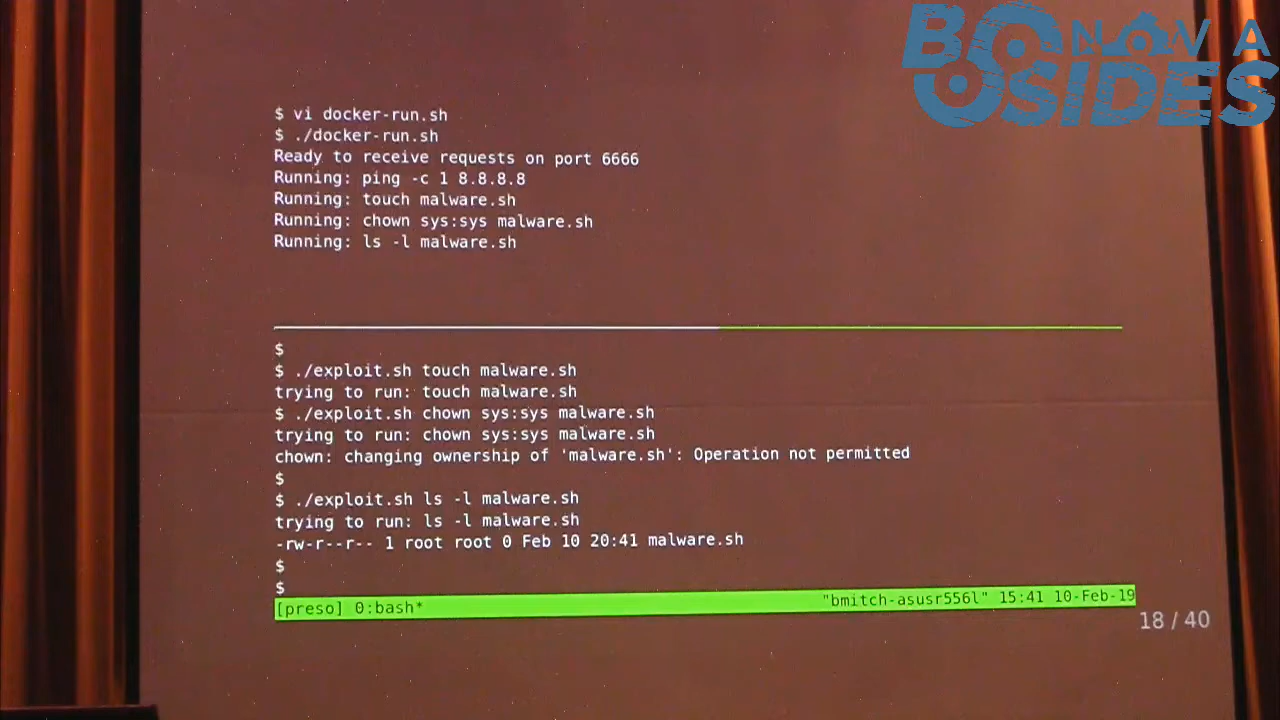 BSIDES
NOVA
$ vi docker-run.sh
$ ./docker-run.sh
Ready to receive requests on port 6666
Running: ping -c 1 8.8.8.8
Running: touch malware.sh
Running: chown sys:sys malware.sh
Running: ls -l malware.sh
$
$ ./exploit.sh touch malware.sh
trying to run: touch malware.sh
$ ./exploit.sh chown sys:sys malware.sh
trying to run: chown sys:sys malware.sh
chown: changing ownership of 'malware.sh': Operation not permitted
$
$ ./exploit.sh ls -l malware.sh
trying to run: ls -l malware.sh
-rw-r--r-- 1 root root 0 Feb 10 20:41 malware.sh
$
$
[preso] 0:bash* "bmitch-asusr556l" 15:41 10-Feb-19
18 / 40